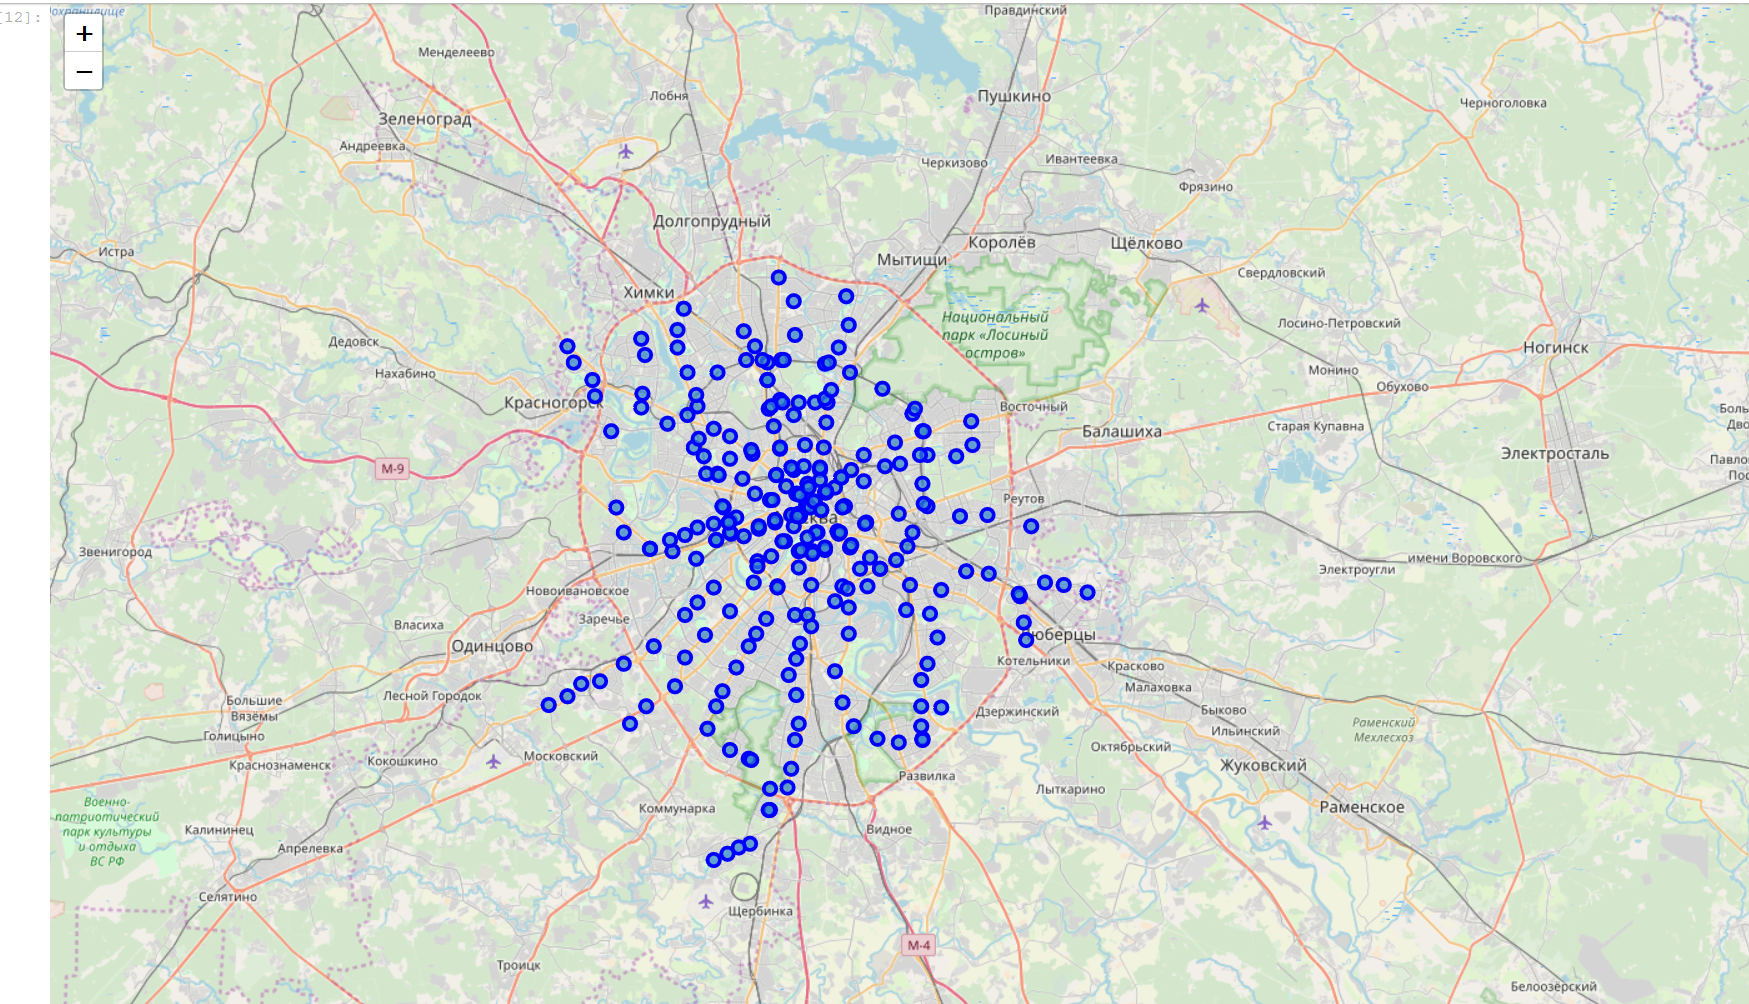 [12]:
+
−
Правдинский
Менделеево
Лобня
Пушкино
Черноголовка
Зеленоград
Андреевка
Черкизово
Ивантеевка
Фрязино
Долгопрудный
Истра
Мытищи
Королёв
Щёлково
Свердловский
Химки
Национальный
парк «Лосиный
остров»
Лосино-Петровский
Дедовск
Ногинск
Нахабино
Монино
Обухово
Красногорск
Восточный
Балашиха
Старая Купавна
Электросталь
М-9
Реутов
Звенигород
имени Воровского
Электроугли
Новоивановское
Заречье
Власиха
Одинцово
Котельники
Красково
Малаховка
Лесной Городок
Большие
Вязёмы
Голицыно
Дзержинский
Быково
Ильинский
Раменский
Мехлесхоз
Октябрьский
Краснознаменск
Кокошкино
Московский
Развилка
Жуковский
Лыткарино
Раменское
Военно-
патриотический
парк культуры
и отдыха
ВС РФ
Коммунарка
Калининец
Видное
Апрелевка
Селятино
Щербинка
М-4
Троицк
Белоозёрский